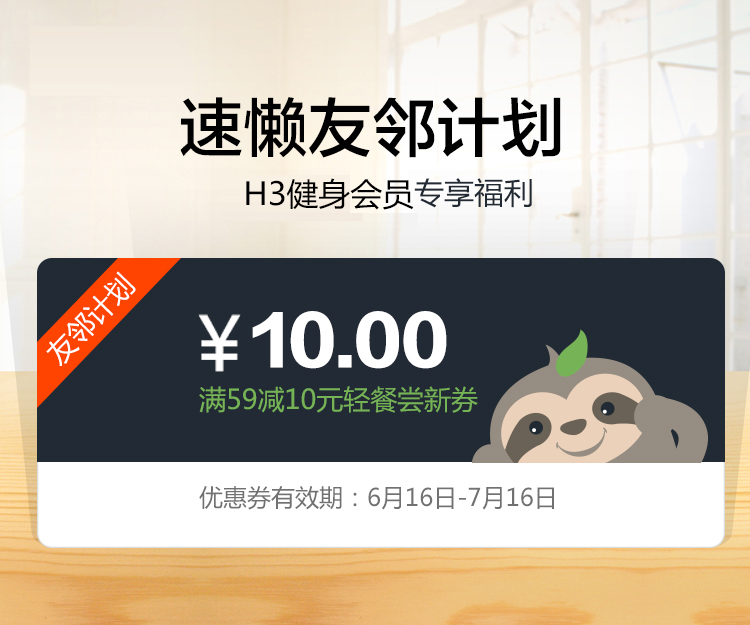 速懒友邻计划
H3健身会员专享福利
友邻计划
¥10.00
满59减10元轻餐尝新券
优惠券有效期：6月16日-7月16日